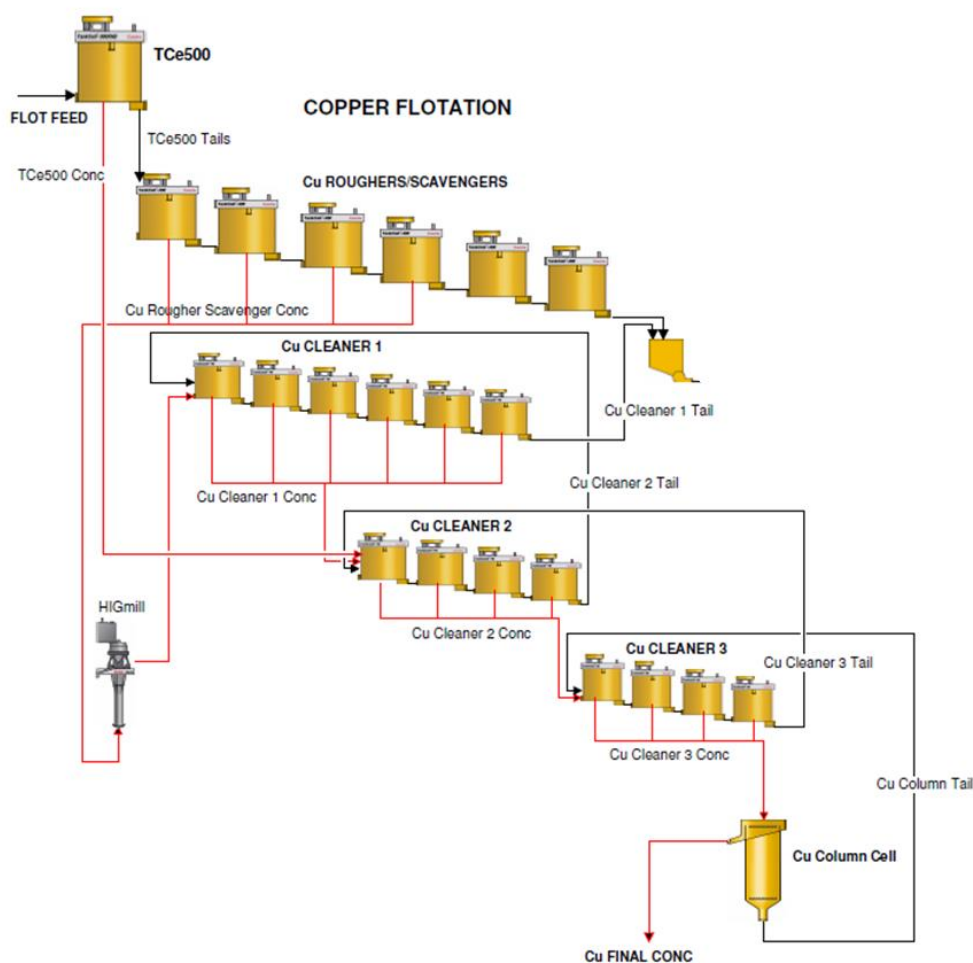 TCe500
FLOT FEED
COPPER FLOTATION
TCe500 Tails
TCe500 Conc
Cu ROUGHERS/SCAVENGERS
Cu Rougher Scavenger Conc
Cu CLEANER 1
Cu Cleaner 1 Tail
Cu Cleaner 2 Tail
Cu Cleaner 1 Conc
Cu CLEANER 2
HIGmill
Cu Cleaner 2 Conc
Cu CLEANER 3
Cu Cleaner 3 Tail
Cu Cleaner 3 Conc
Cu Column Tail
Cu Column Cell
Cu FINAL CONC